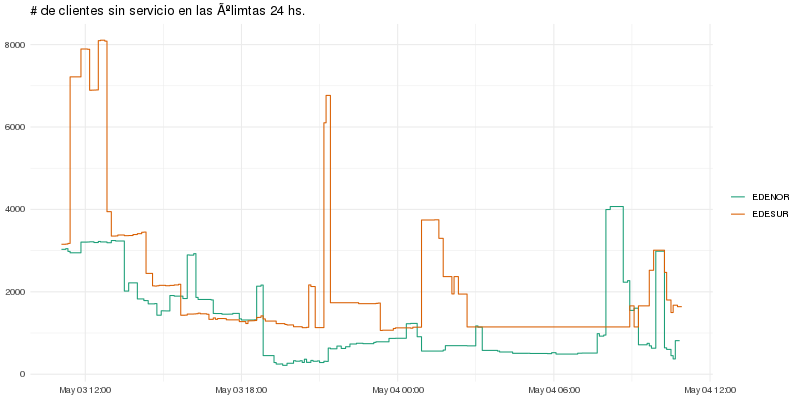 # de clientes sin servicio en las Ãºlimtas 24 hs.
8000
6000
4000
2000
0
May 03 12:00
May 03 18:00
May 04 00:00
May 04 06:00
May 04 12:00
EDENOR
EDESUR